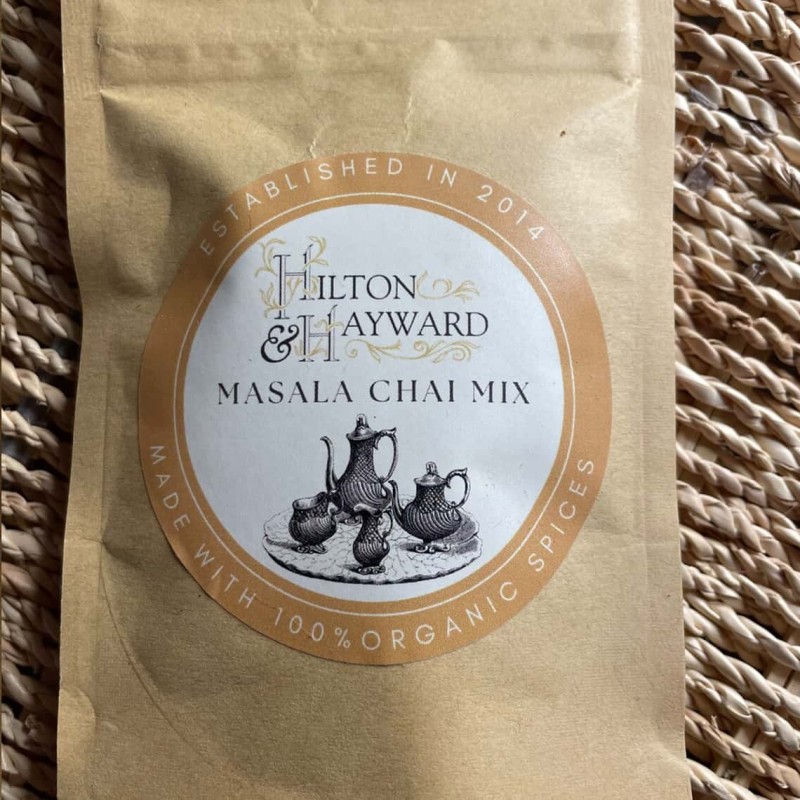 ESTABLISHED IN 2014
HILTON
& HAYWARD
MASALA CHAI MIX
MADE WITH 100% ORGANIC SPICES